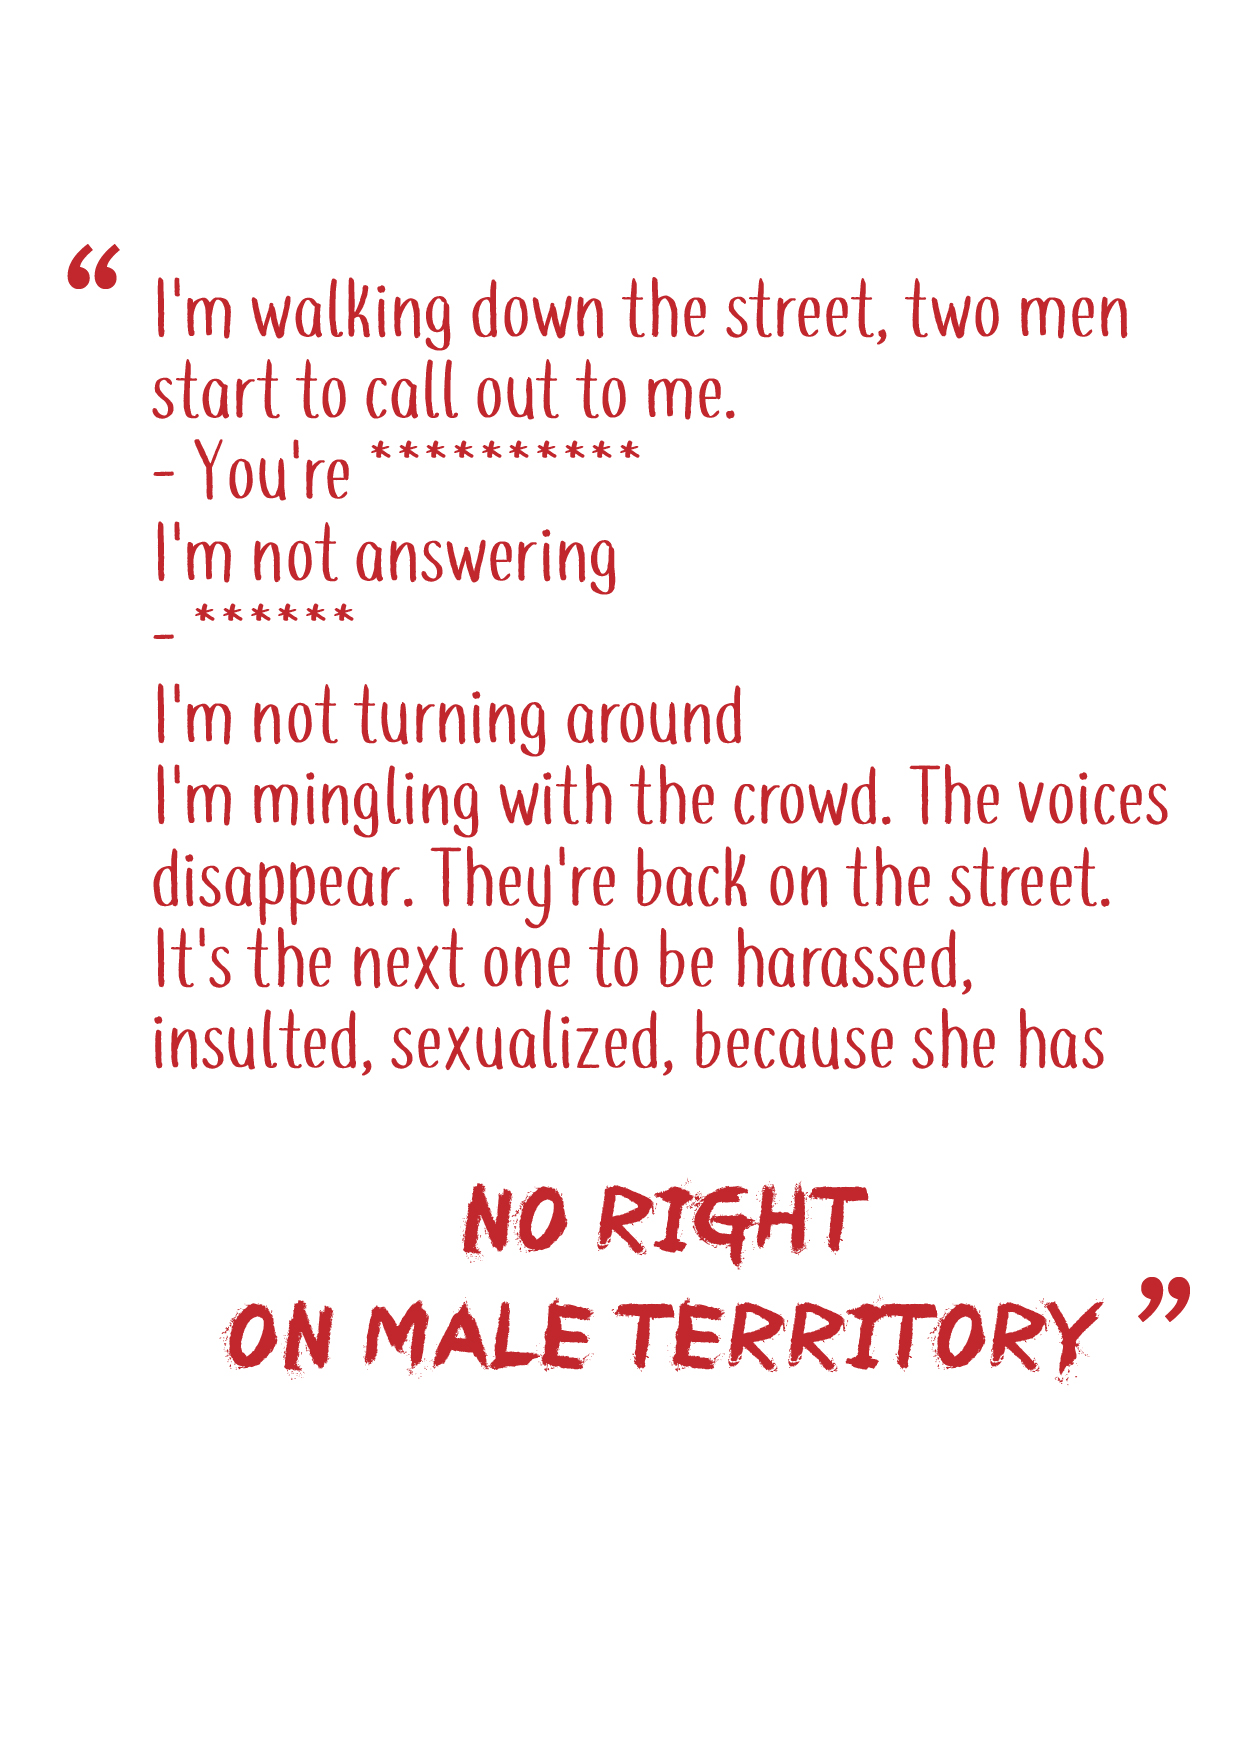 “ I'm walking down the street, two men
start to call out to me.
- You're **********
I'm not answering
- ******
I'm not turning around
I'm mingling with the crowd. The voices
disappear. They're back on the street.
It's the next one to be harassed,
insulted, sexualized, because she has
NO RIGHT
ON MALE TERRITORY ”